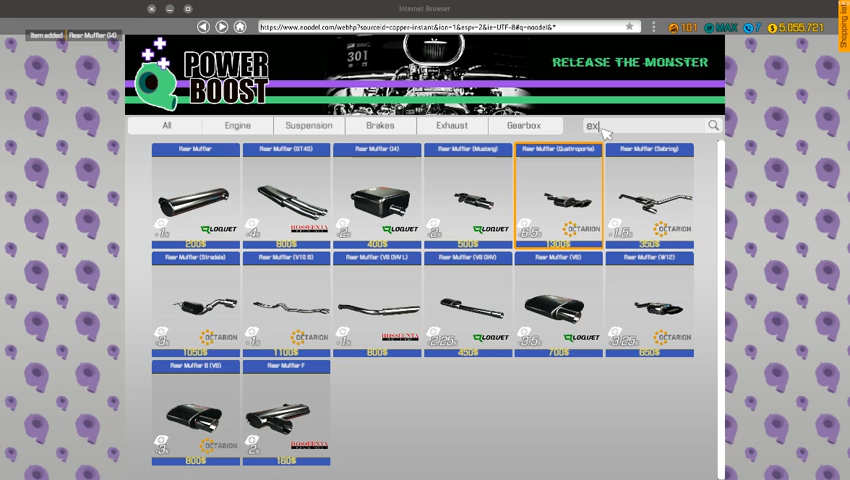 Internet Browser
https://www.noodel.com/webhp?sourceid=copper-instant&ion=1&espv=2&ie=UTF-8#q=noodel&*
101 MAX 7 5,055,721
Shopping list
Item added Rear Muffler (I4)
POWER BOOST
301
RELEASE THE MONSTER
All Engine Suspension Brakes Exhaust Gearbox ex
Rear Muffler Rear Muffler (GT40) Rear Muffler (I4) Rear Muffler (Mustang) Rear Muffler (Quattroporte) Rear Muffler (Sebring)
LOQUET LOQUET LOQUET OCTARION OCTARION
200$ 800$ 400$ 500$ 1300$ 350$
Rear Muffler (Stradale) Rear Muffler (V10 B) Rear Muffler (V8 OHV L) Rear Muffler (V8 OHV) Rear Muffler (V8) Rear Muffler (W12)
OCTARION OCTARION LOQUET LOQUET OCTARION
1050$ 1100$ 800$ 450$ 700$ 650$
Rear Muffler B (V8) Rear Muffler F
OCTARION
800$ 160$